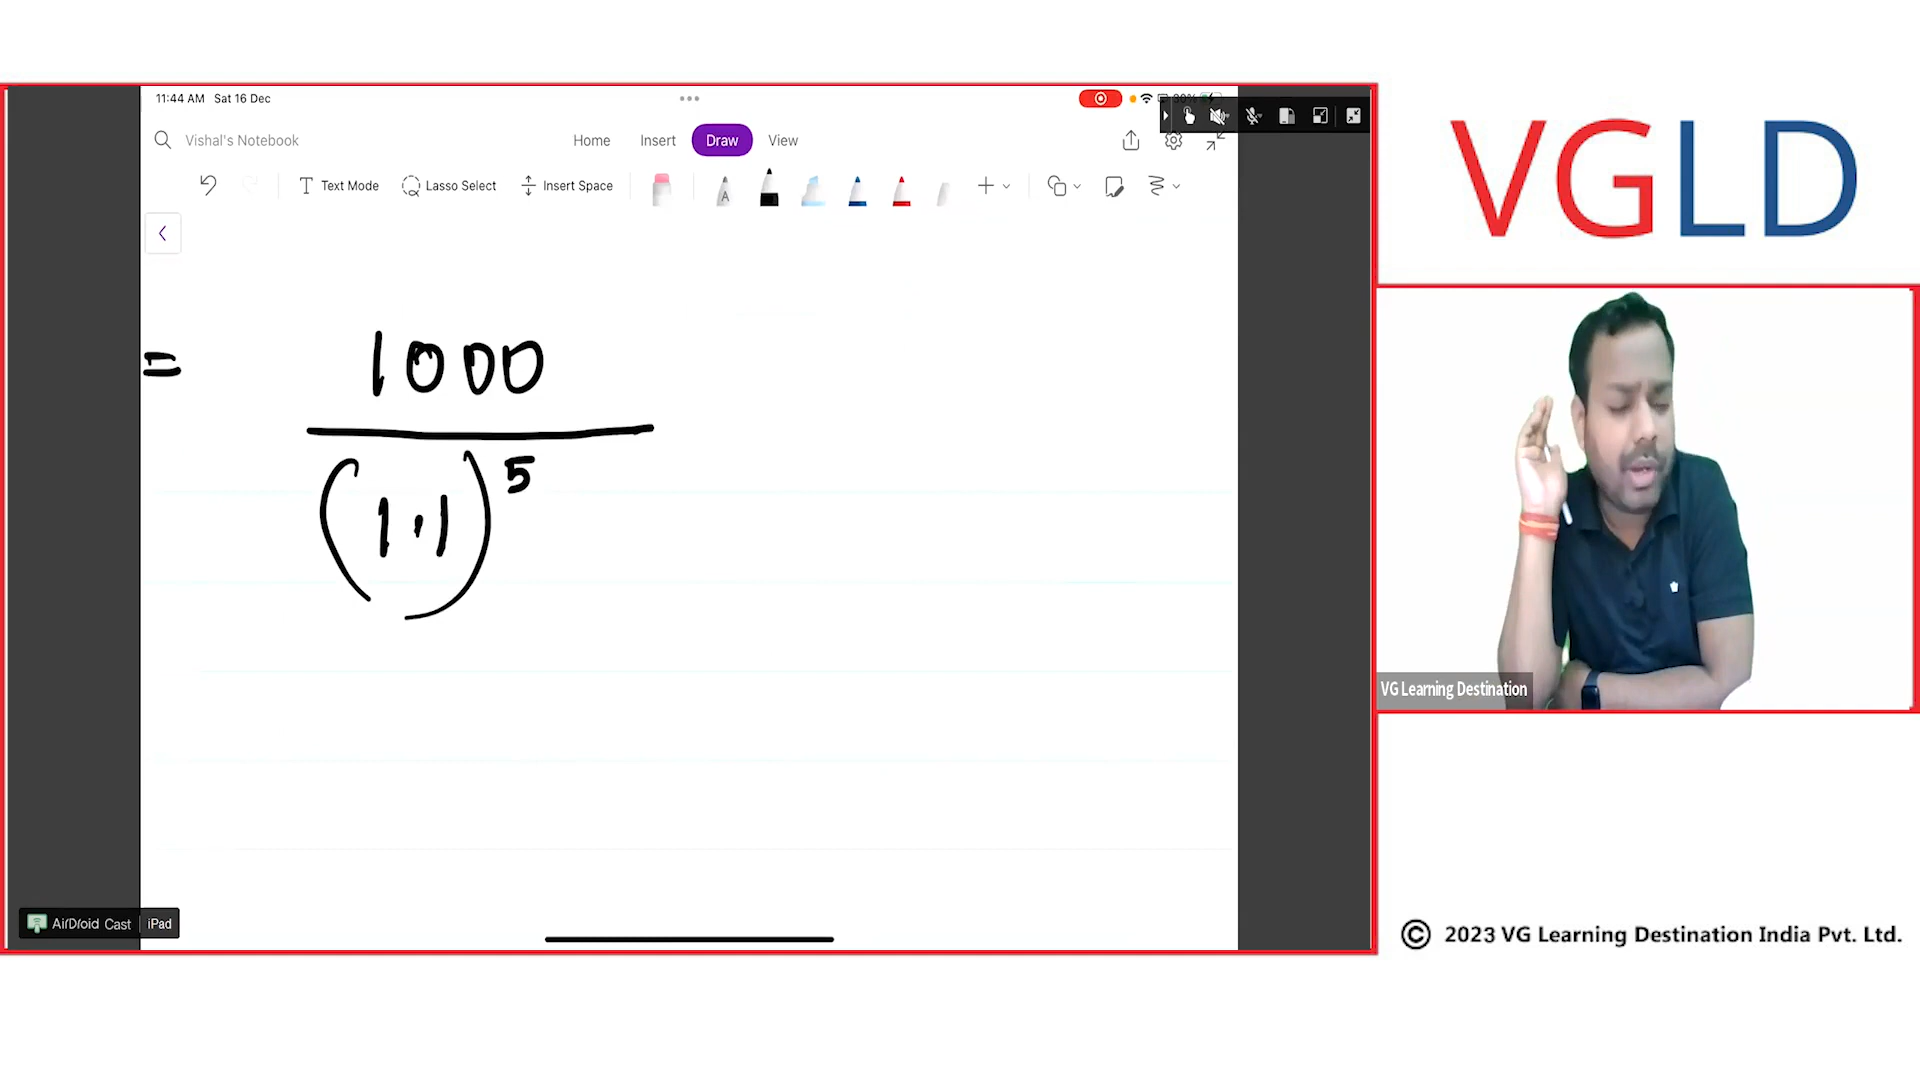 11:44 AM Sat 16 Dec
Vishal's Notebook
Home Insert Draw View
Text Mode Lasso Select Insert Space
A
= 1000
(1.1)^5
AirDroid Cast iPad
VGLD
VG Learning Destination
© 2023 VG Learning Destination India Pvt. Ltd.